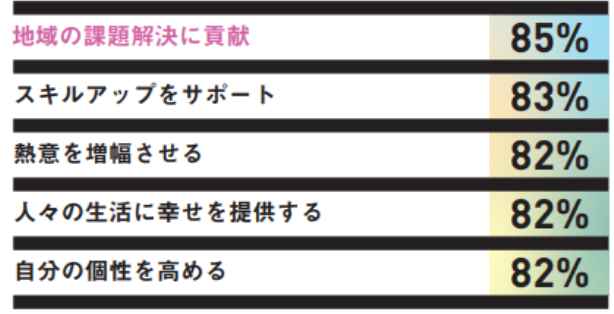 地域の課題解決に貢献 85%
スキルアップをサポート 83%
熱意を増幅させる 82%
人々の生活に幸せを提供する 82%
自分の個性を高める 82%